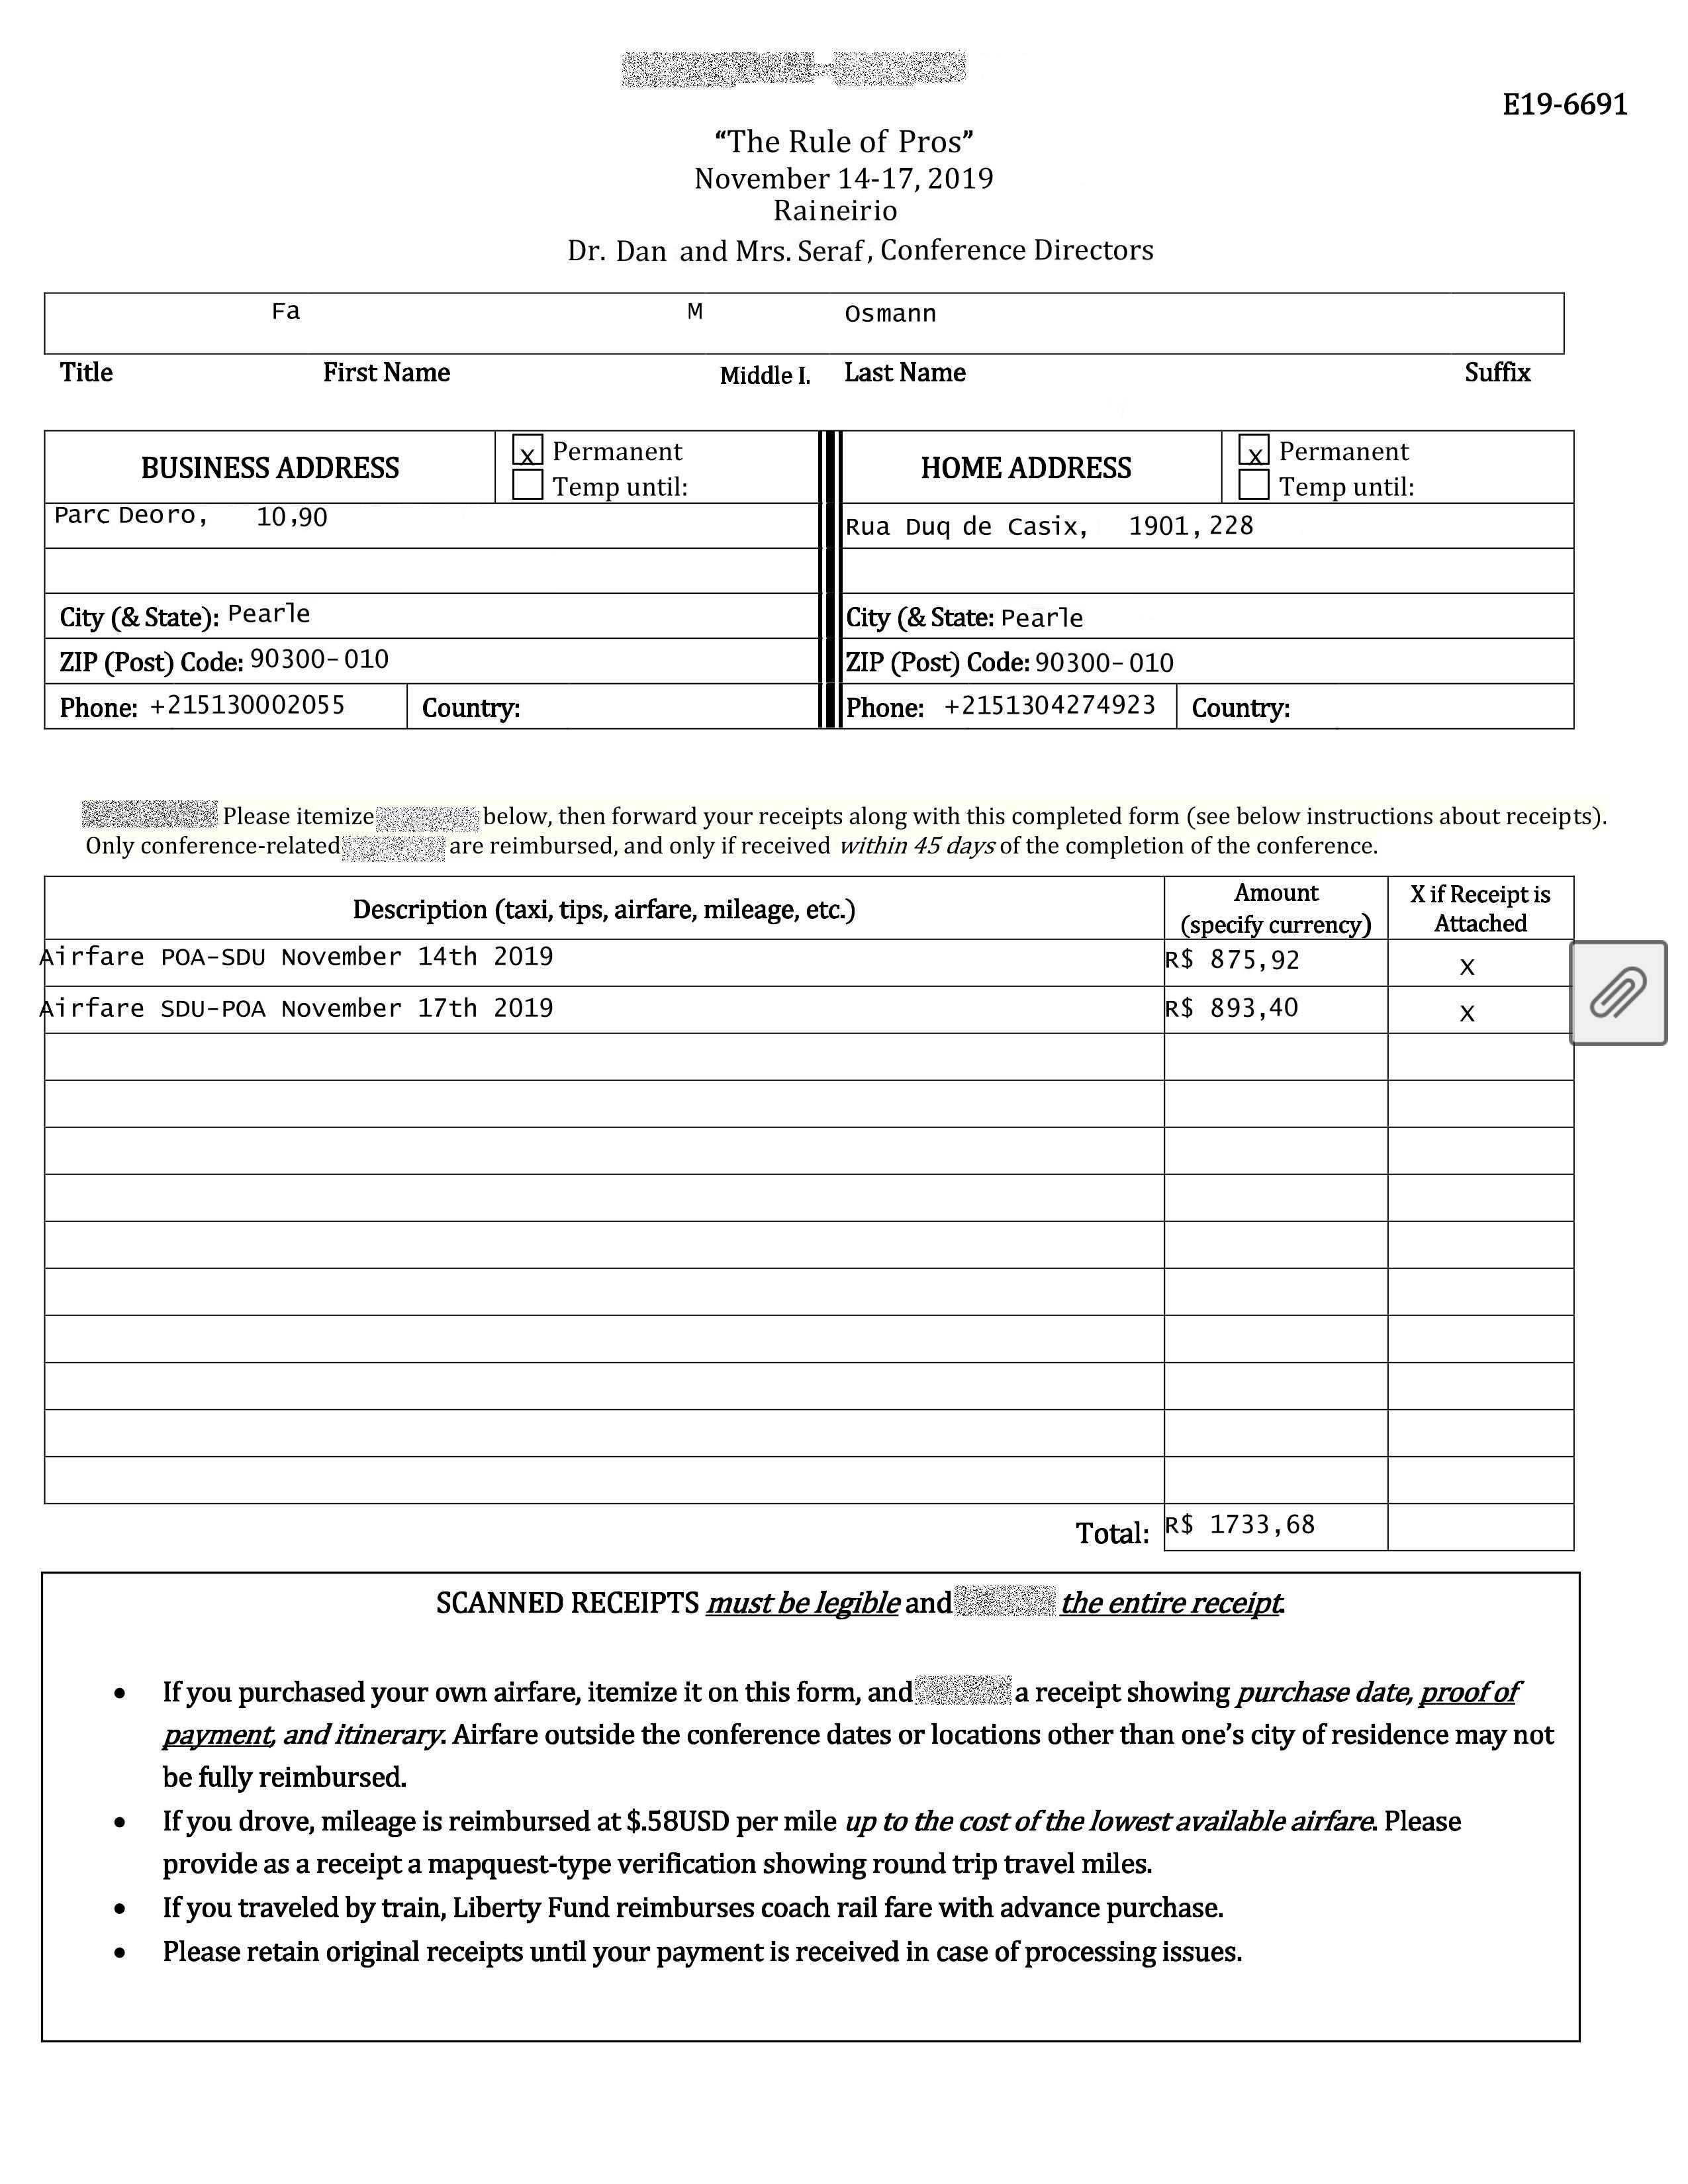 E19-6691
“The Rule of Pros”
November 14-17, 2019
Raineirio
Dr. Dan and Mrs. Seraf, Conference Directors
Fa M Osmann
Title First Name Middle I. Last Name Suffix
BUSINESS ADDRESS x Permanent HOME ADDRESS x Permanent
Temp until: Temp until:
Parc Deoro, 10,90 Rua Duq de Casix, 1901, 228
City (& State): Pearle City (& State: Pearle
ZIP (Post) Code: 90300-010 ZIP (Post) Code: 90300-010
Phone: +215130002055 Country: Phone: +2151304274923 Country:
Please itemize below, then forward your receipts along with this completed form (see below instructions about receipts).
Only conference-related are reimbursed, and only if received within 45 days of the completion of the conference.
Description (taxi, tips, airfare, mileage, etc.) Amount (specify currency) X if Receipt is Attached
Airfare POA-SDU November 14th 2019 R$ 875,92 X
Airfare SDU-POA November 17th 2019 R$ 893,40 X
Total: R$ 1733,68
SCANNED RECEIPTS must be legible and the entire receipt.
• If you purchased your own airfare, itemize it on this form, and a receipt showing purchase date, proof of
payment, and itinerary. Airfare outside the conference dates or locations other than one’s city of residence may not
be fully reimbursed.
• If you drove, mileage is reimbursed at $.58USD per mile up to the cost of the lowest available airfare. Please
provide as a receipt a mapquest-type verification showing round trip travel miles.
• If you traveled by train, Liberty Fund reimburses coach rail fare with advance purchase.
• Please retain original receipts until your payment is received in case of processing issues.